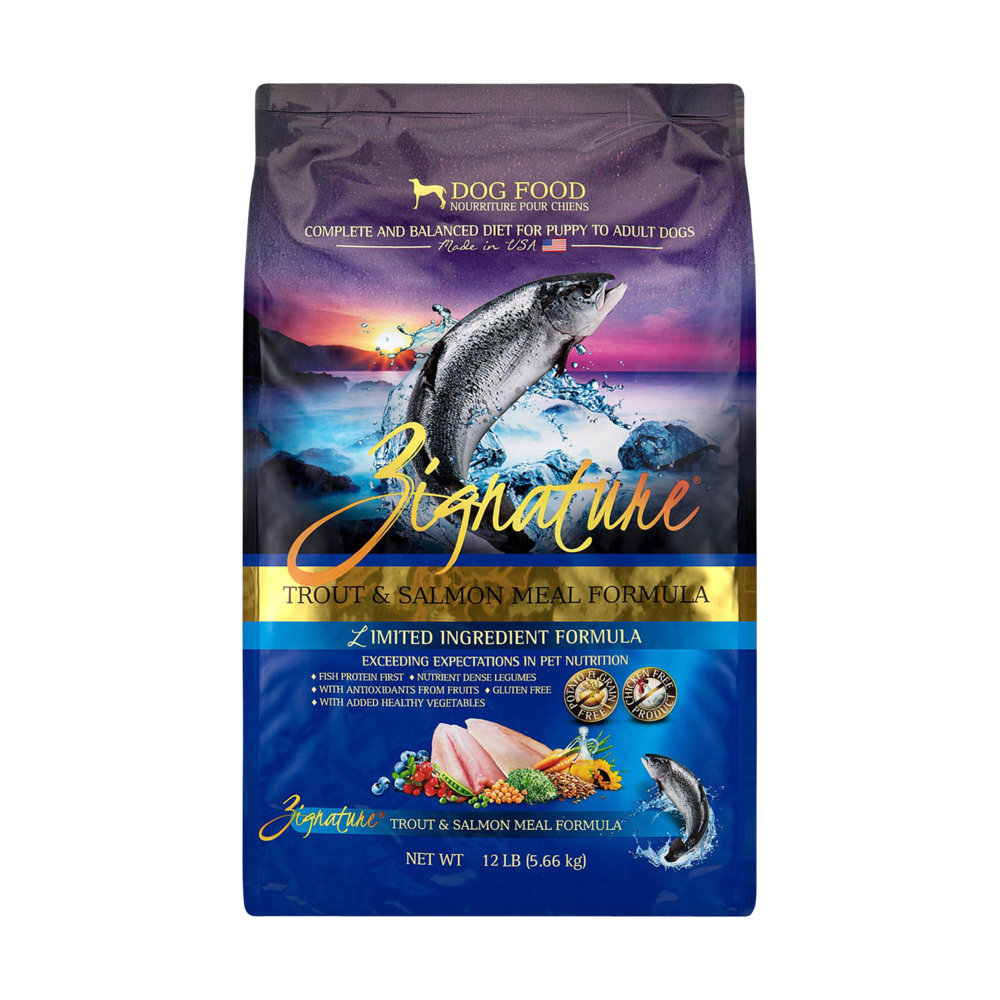 DOG FOOD
NOURRITURE POUR CHIENS
COMPLETE AND BALANCED DIET FOR PUPPY TO ADULT DOGS
Made in USA
Zignature®
TROUT & SALMON MEAL FORMULA
LIMITED INGREDIENT FORMULA
EXCEEDING EXPECTATIONS IN PET NUTRITION
♦ FISH PROTEIN FIRST ♦ NUTRIENT DENSE LEGUMES
♦ WITH ANTIOXIDANTS FROM FRUITS ♦ GLUTEN FREE
♦ WITH ADDED HEALTHY VEGETABLES
POTATO & GRAIN FREE
CHICKEN FREE PRODUCT
Zignature® TROUT & SALMON MEAL FORMULA
NET WT 12 LB (5.66 kg)